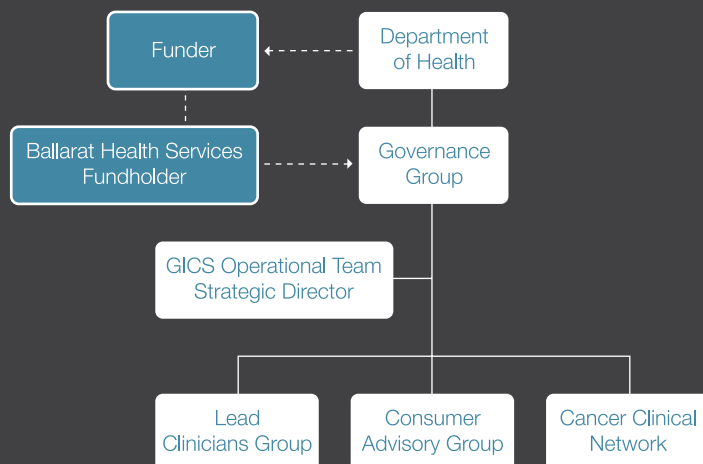 Funder
Department
of Health
Ballarat Health Services
Fundholder
Governance
Group
GICS Operational Team
Strategic Director
Lead
Clinicians Group
Consumer
Advisory Group
Cancer Clinical
Network